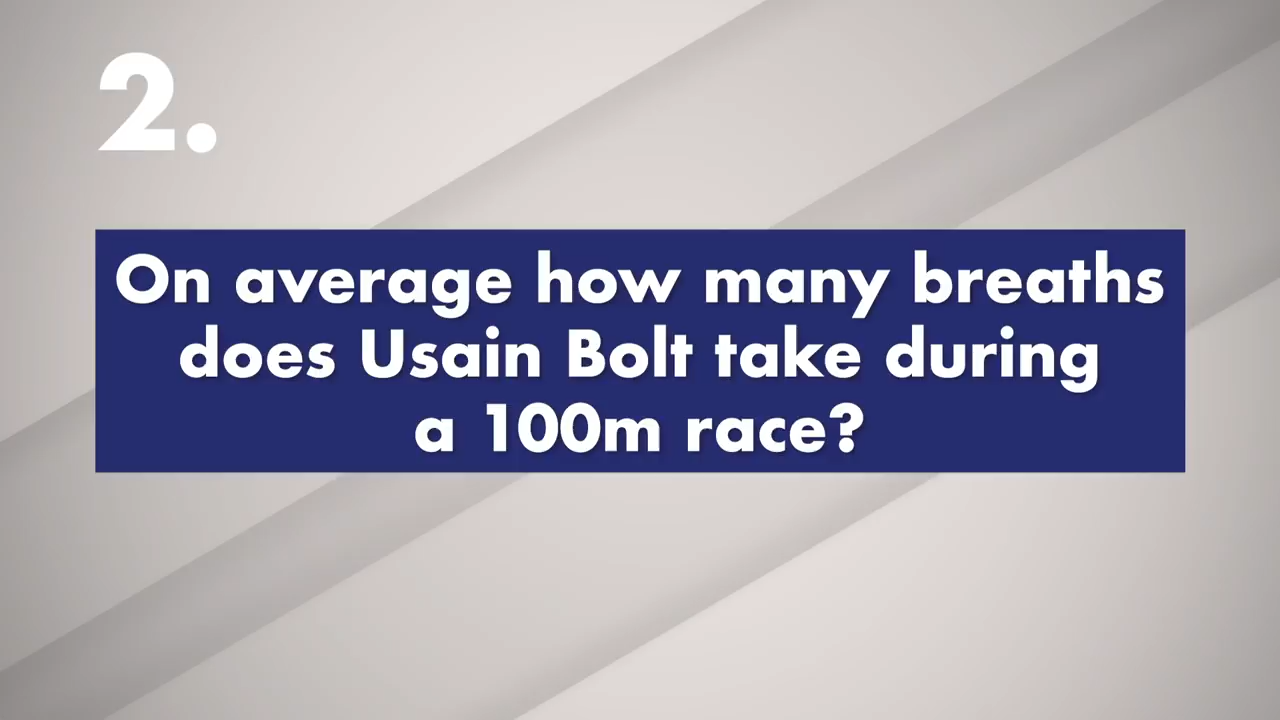 2.
On average how many breaths
does Usain Bolt take during
a 100m race?